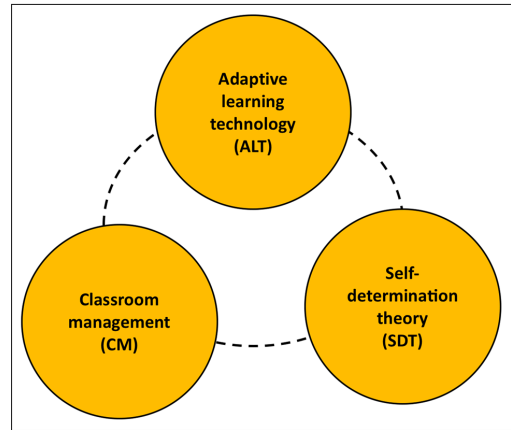 Adaptive
learning
technology
(ALT)
Classroom
management
(CM)
Self-
determination
theory
(SDT)